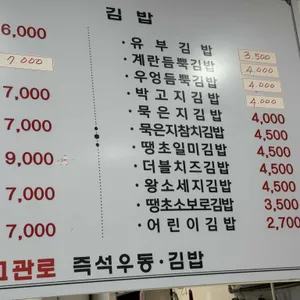 김 밥
6,000
7,000
7,000
7,000
9,000
7,000
7,000
· 유 부 김 밥 3.500
· 계란듬뿍김밥 4.000
· 우엉듬뿍김밥 4.000
· 박고지김밥 4.000
· 묵은지김밥 4,000
· 묵은지참치김밥 4,500
· 땡초일미김밥 4,500
· 더블치즈김밥 4,500
· 왕소세지김밥 4,500
· 땡초소보로김밥 3,500
· 어린이김밥 2,700
관로 즉석우동·김밥